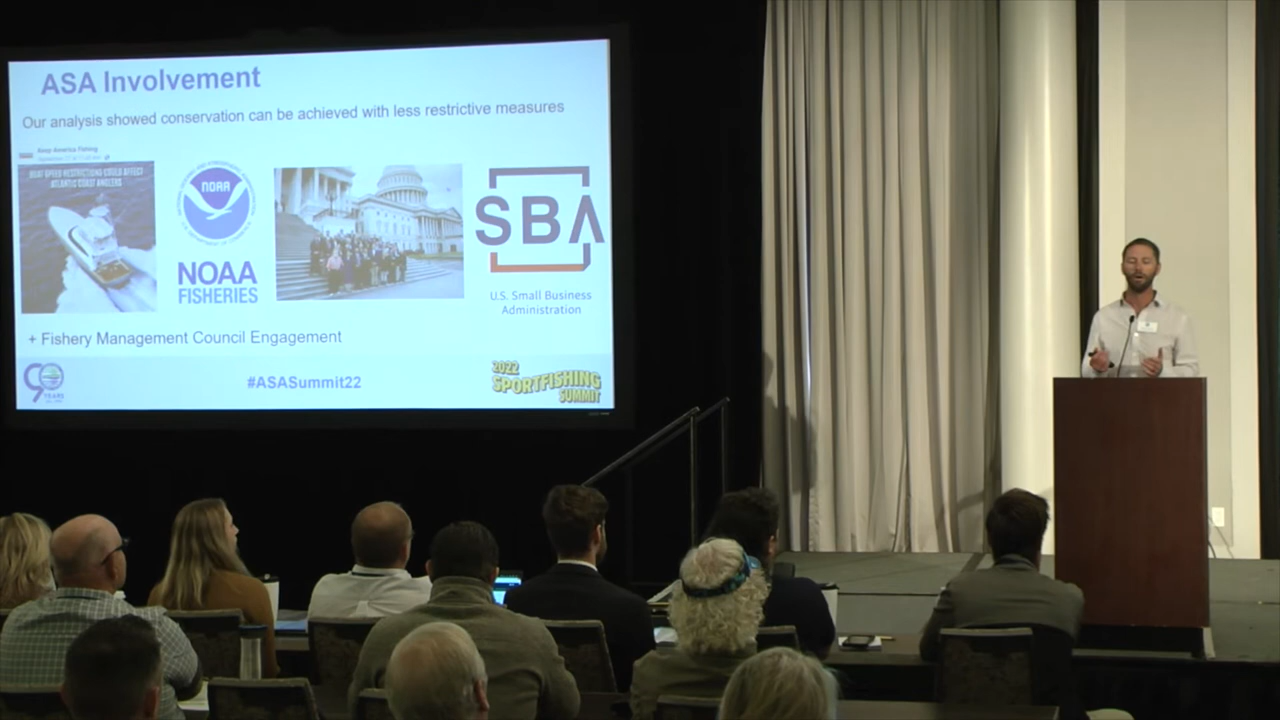 ASA Involvement
Our analysis showed conservation can be achieved with less restrictive measures
Keep America Fishing
BOAT SPEED RESTRICTIONS COULD AFFECT
ATLANTIC COAST ANGLERS
NOAA
NOAA
FISHERIES
SBA
U.S. Small Business
Administration
+ Fishery Management Council Engagement
90
YEARS
#ASASummit22
2022
SPORTFISHING
SUMMIT